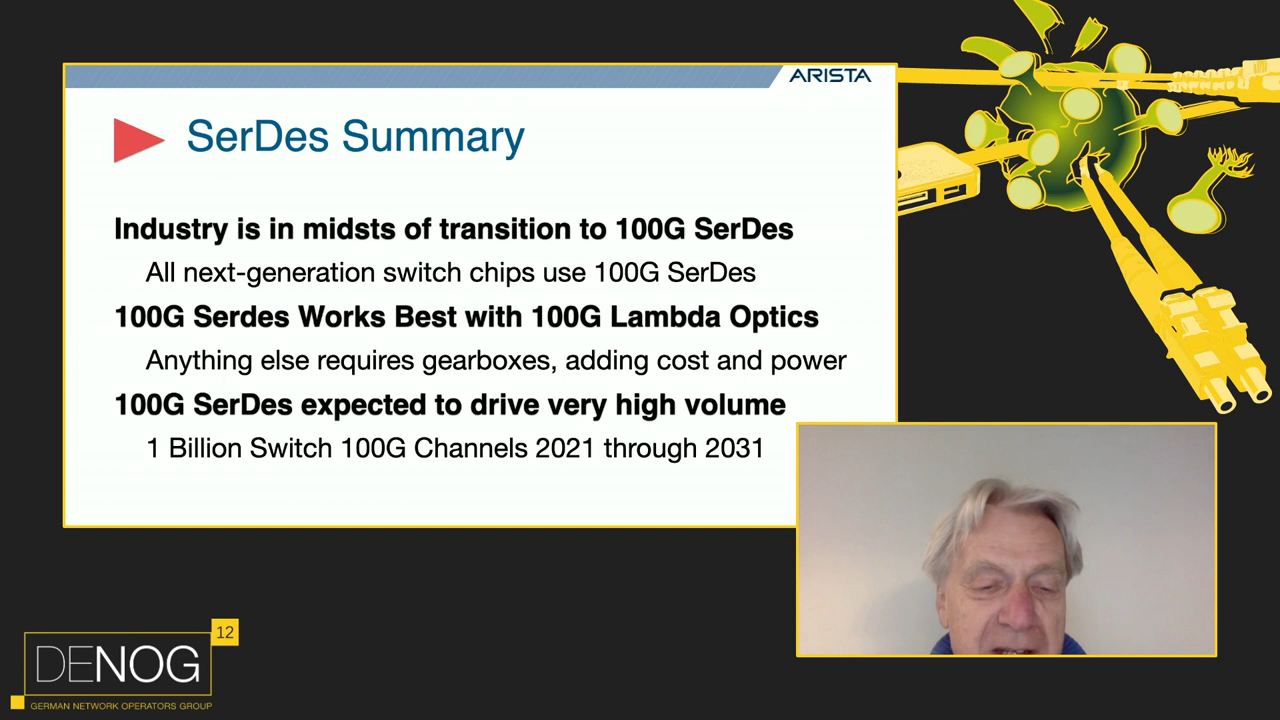 ARISTA
SerDes Summary
Industry is in midsts of transition to 100G SerDes
All next-generation switch chips use 100G SerDes
100G Serdes Works Best with 100G Lambda Optics
Anything else requires gearboxes, adding cost and power
100G SerDes expected to drive very high volume
1 Billion Switch 100G Channels 2021 through 2031
12
DENOG
GERMAN NETWORK OPERATORS GROUP